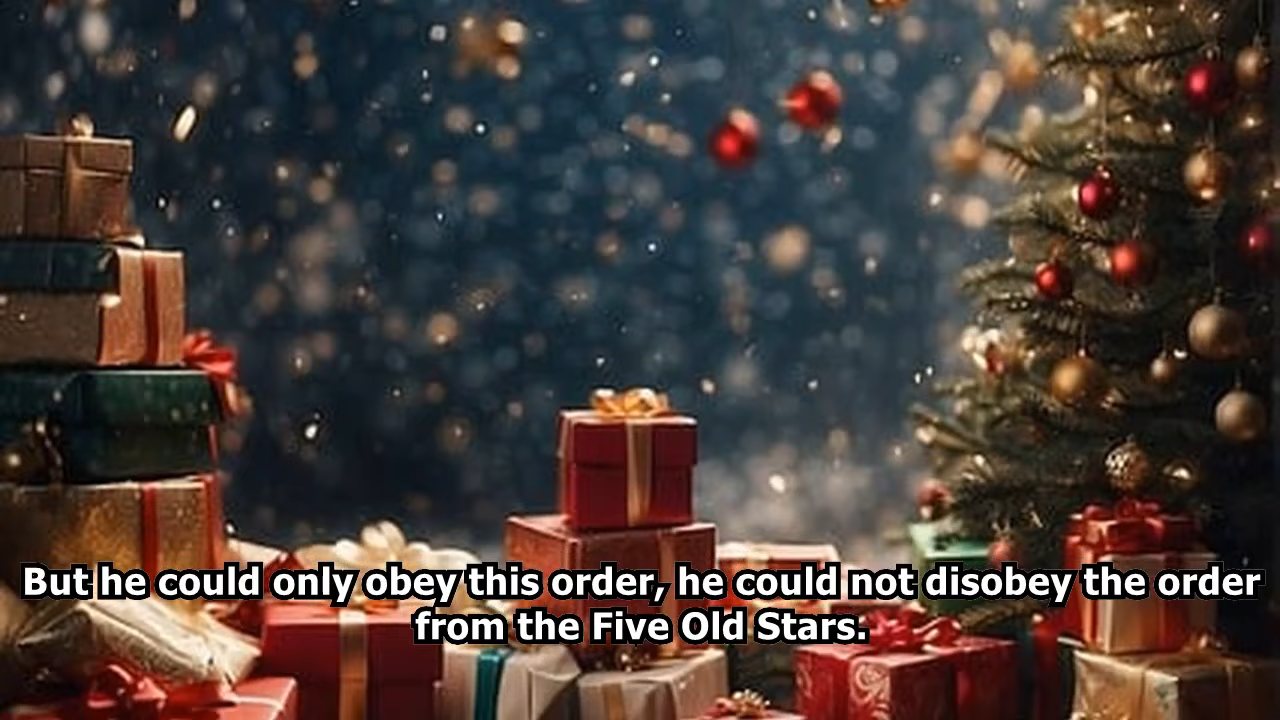 But he could only obey this order, he could not disobey the order
from the Five Old Stars.